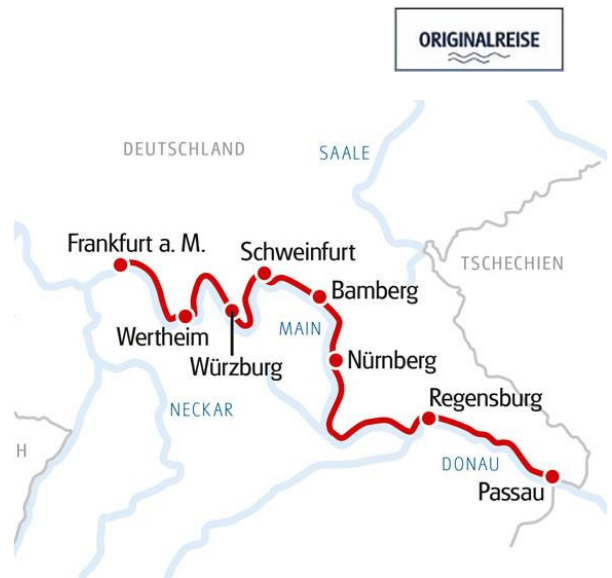 ORIGINALREISE
DEUTSCHLAND
SAALE
Frankfurt a. M.
Schweinfurt
TSCHECHIEN
Bamberg
Wertheim
MAIN
Würzburg
Nürnberg
NECKAR
Regensburg
H
DONAU
Passau